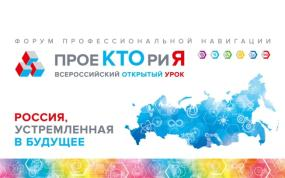 ФОРУМ ПРОФЕССИОНАЛЬНОЙ НАВИГАЦИИ
ПРОЕКТОРИЯ
ВСЕРОССИЙСКИЙ ОТКРЫТЫЙ УРОК
РОССИЯ,
УСТРЕМЛЕННАЯ
В БУДУЩЕЕ